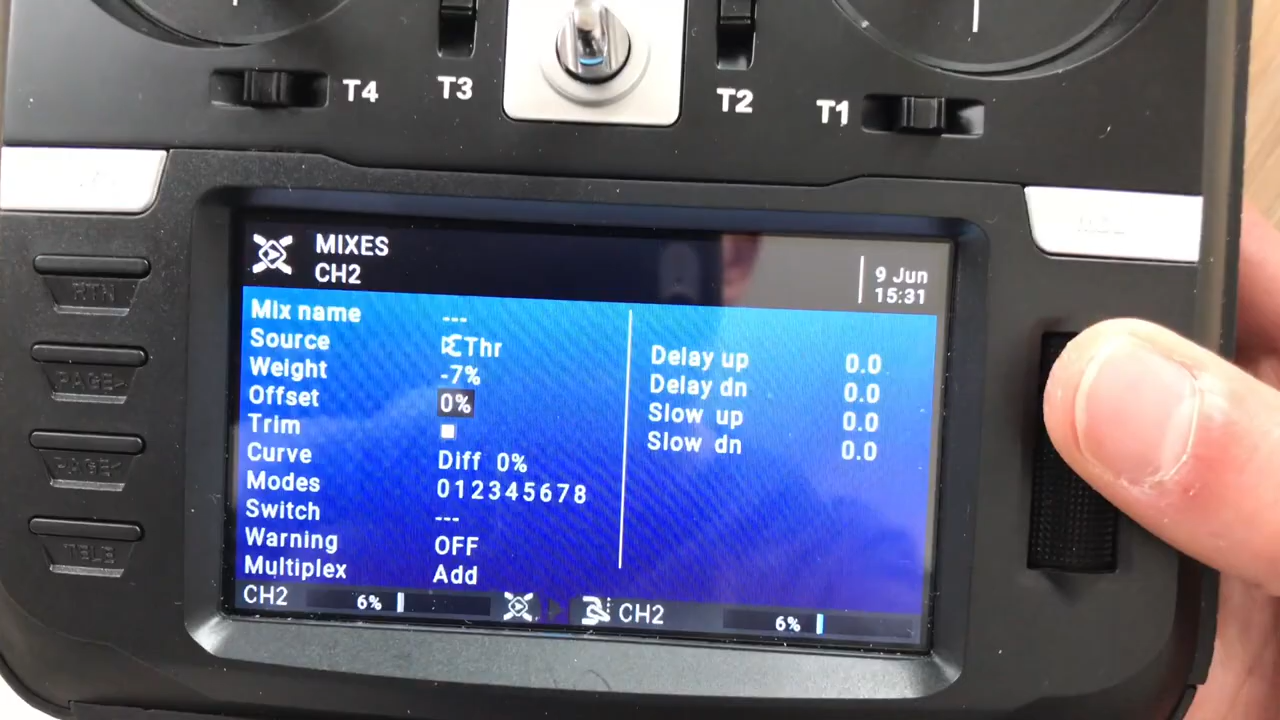 T4
T3
T2
T1
MIXES
CH2
9 Jun
15:31
RTN
PAGE>
PAGE<
TELE
Mix name ---
Source Thr
Weight -7%
Offset 0%
Trim
Curve Diff 0%
Modes 012345678
Switch ---
Warning OFF
Multiplex Add
Delay up 0.0
Delay dn 0.0
Slow up 0.0
Slow dn 0.0
CH2 6% CH2 6%